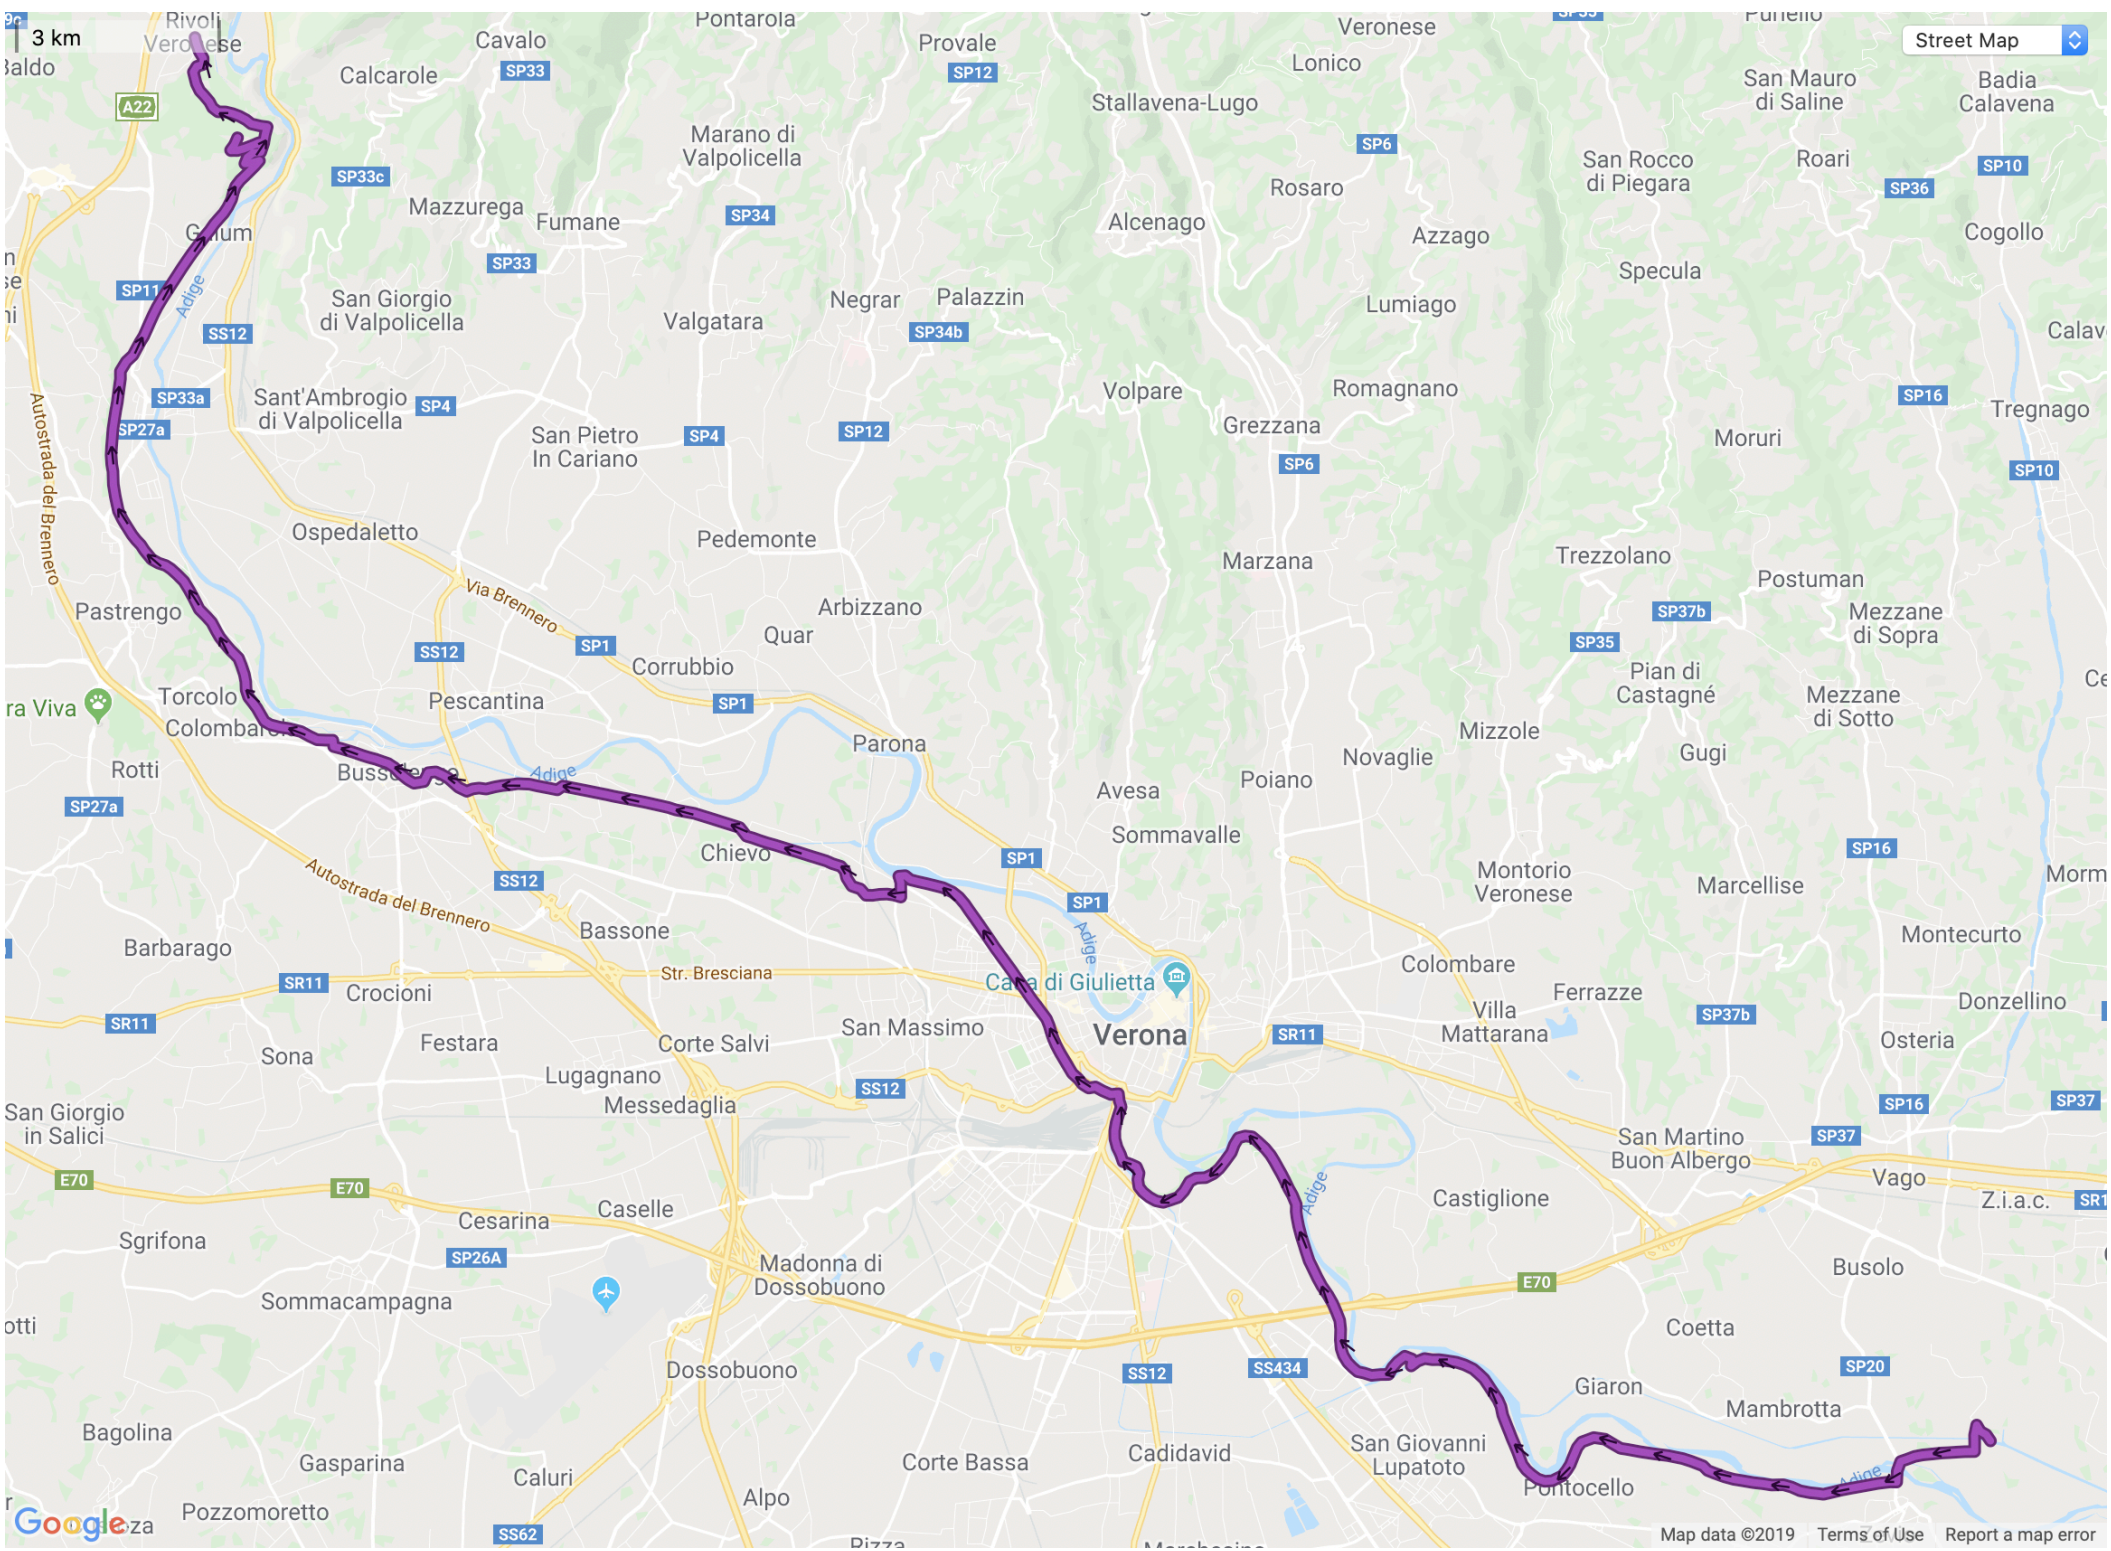 3 km
Street Map
Rivoli
Veronese
Baldo
A22
Cavalo
SP33
Calcarole
SP33c
Pontarola
Provale
SP12
Marano di
Valpolicella
SP34
Stallavena-Lugo
Veronese
Lonico
SP6
Rosaro
Alcenago
Azzago
San Mauro
di Saline
Badia
Calavena
San Rocco
di Piegara
Roari
SP10
SP36
Cogollo
Specula
Mazzurega
Fumane
SP33
SP11
Adige
SS12
San Giorgio
di Valpolicella
Valgatara
Negrar
Palazzin
SP34b
Lumiago
Volpare
Romagnano
Grezzana
SP6
SP16
Tregnago
Moruri
SP10
SP33a
SP27a
Sant'Ambrogio
di Valpolicella
SP4
San Pietro
In Cariano
SP4
SP12
Autostrada del Brennero
Ospedaletto
Pedemonte
Marzana
Trezzolano
Postuman
SP37b
Mezzane
di Sopra
SP35
Via Brennero
Pastrengo
Arbizzano
Quar
SS12
SP1
Corrubbio
Pian di
Castagné
Mezzane
di Sotto
Torcolo
Pescantina
SP1
ra Viva
Rotti
SP27a
Adige
Parona
Mizzole
Gugi
Novaglie
Poiano
Avesa
Sommavalle
Chievo
SP1
SS12
Autostrada del Brennero
SP1
Adige
Montorio
Veronese
SP16
Marcellise
Bassone
Barbarago
Montecurto
Str. Bresciana
SR11
Crocioni
Casa di Giulietta
Colombare
Ferrazze
Donzellino
SR11
San Massimo
Verona
SR11
Villa
Mattarana
SP37b
Osteria
Sona
Festara
Corte Salvi
Lugagnano
Messedaglia
SS12
SP16
SP37
San Giorgio
in Salici
San Martino
Buon Albergo
SP37
Vago
E70
E70
Adige
Castiglione
Z.i.a.c.
Caselle
Cesarina
Sgrifona
SP26A
Madonna di
Dossobuono
E70
Busolo
Sommacampagna
Coetta
Dossobuono
SS12
SS434
SP20
Giaron
Mambrotta
Bagolina
Gasparina
Caluri
Corte Bassa
Cadidavid
San Giovanni
Lupatoto
Adige
Pontocello
Alpo
Pozzomoretto
Google
SS62
Rizza
Map data ©2019
Terms of Use
Report a map error